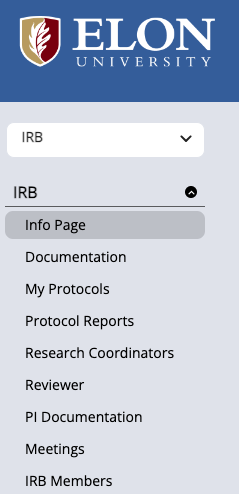 ELON
UNIVERSITY
IRB
IRB
Info Page
Documentation
My Protocols
Protocol Reports
Research Coordinators
Reviewer
PI Documentation
Meetings
IRB Members